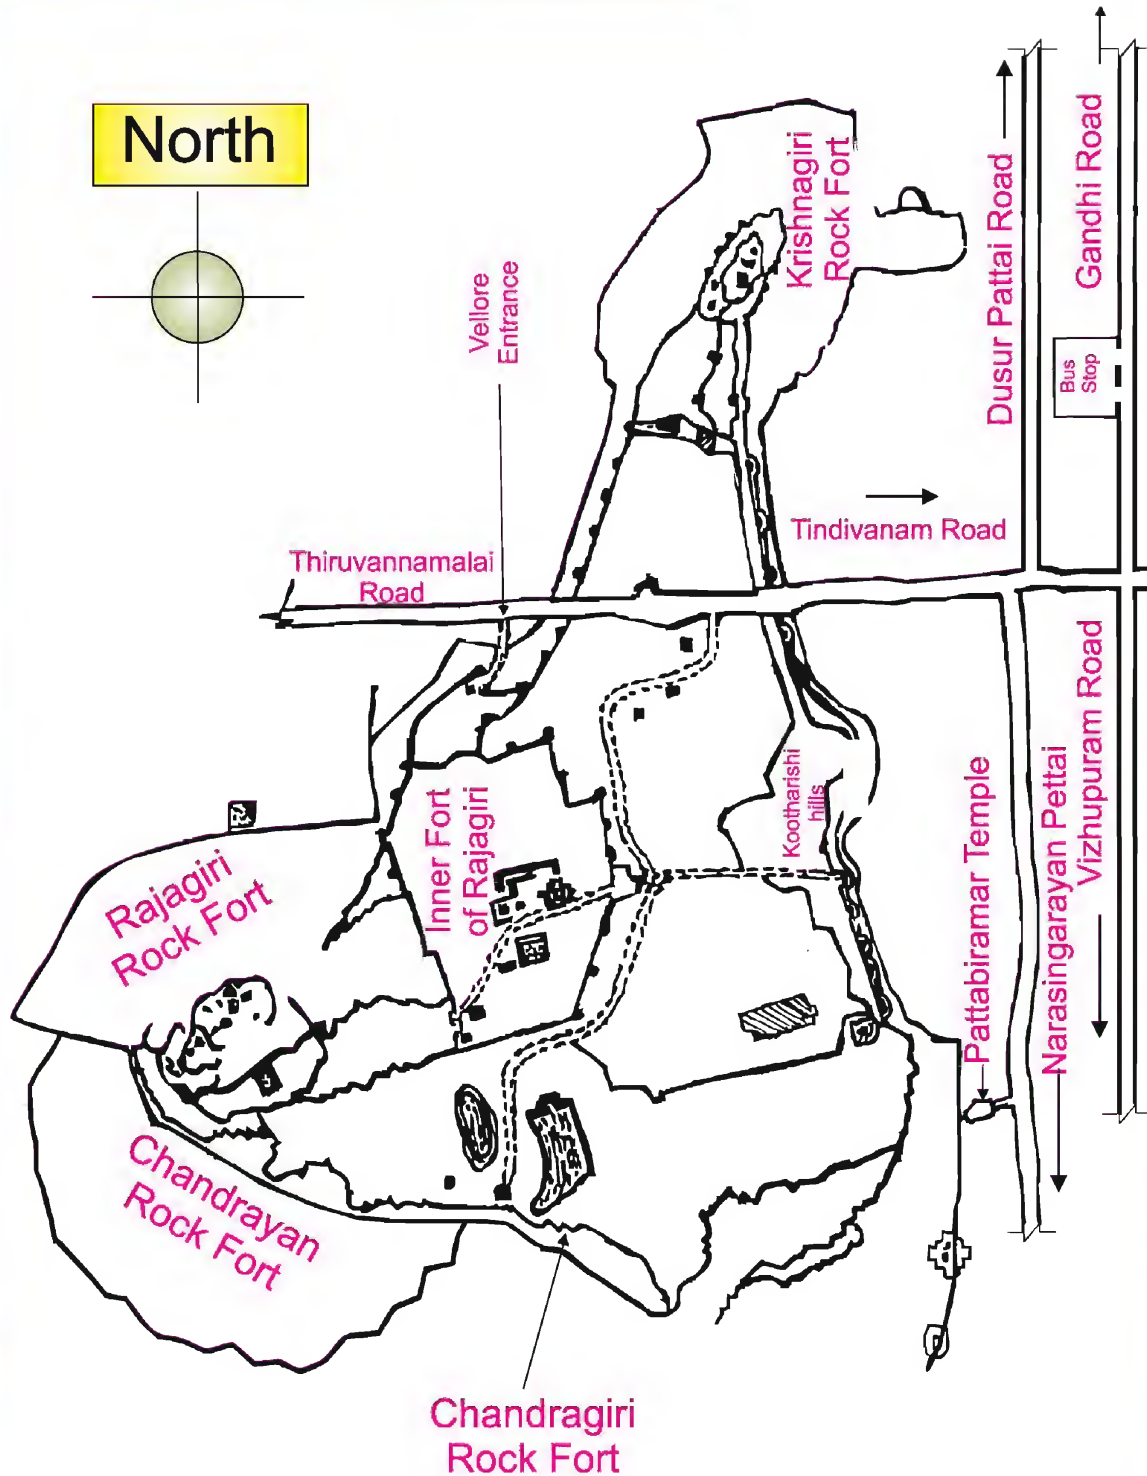 North
Krishnagiri
Rock Fort
Dusur Pattai Road
Gandhi Road
Vellore
Entrance
Bus
Stop
Tindivanam Road
Thiruvannamalai
Road
Inner Fort
of Rajagiri
Kootharishi
hills
Pattabiramar Temple
Narasingarayan Pettai
Vizhupuram Road
Rajagiri
Rock Fort
Chandrayan
Rock Fort
Chandragiri
Rock Fort